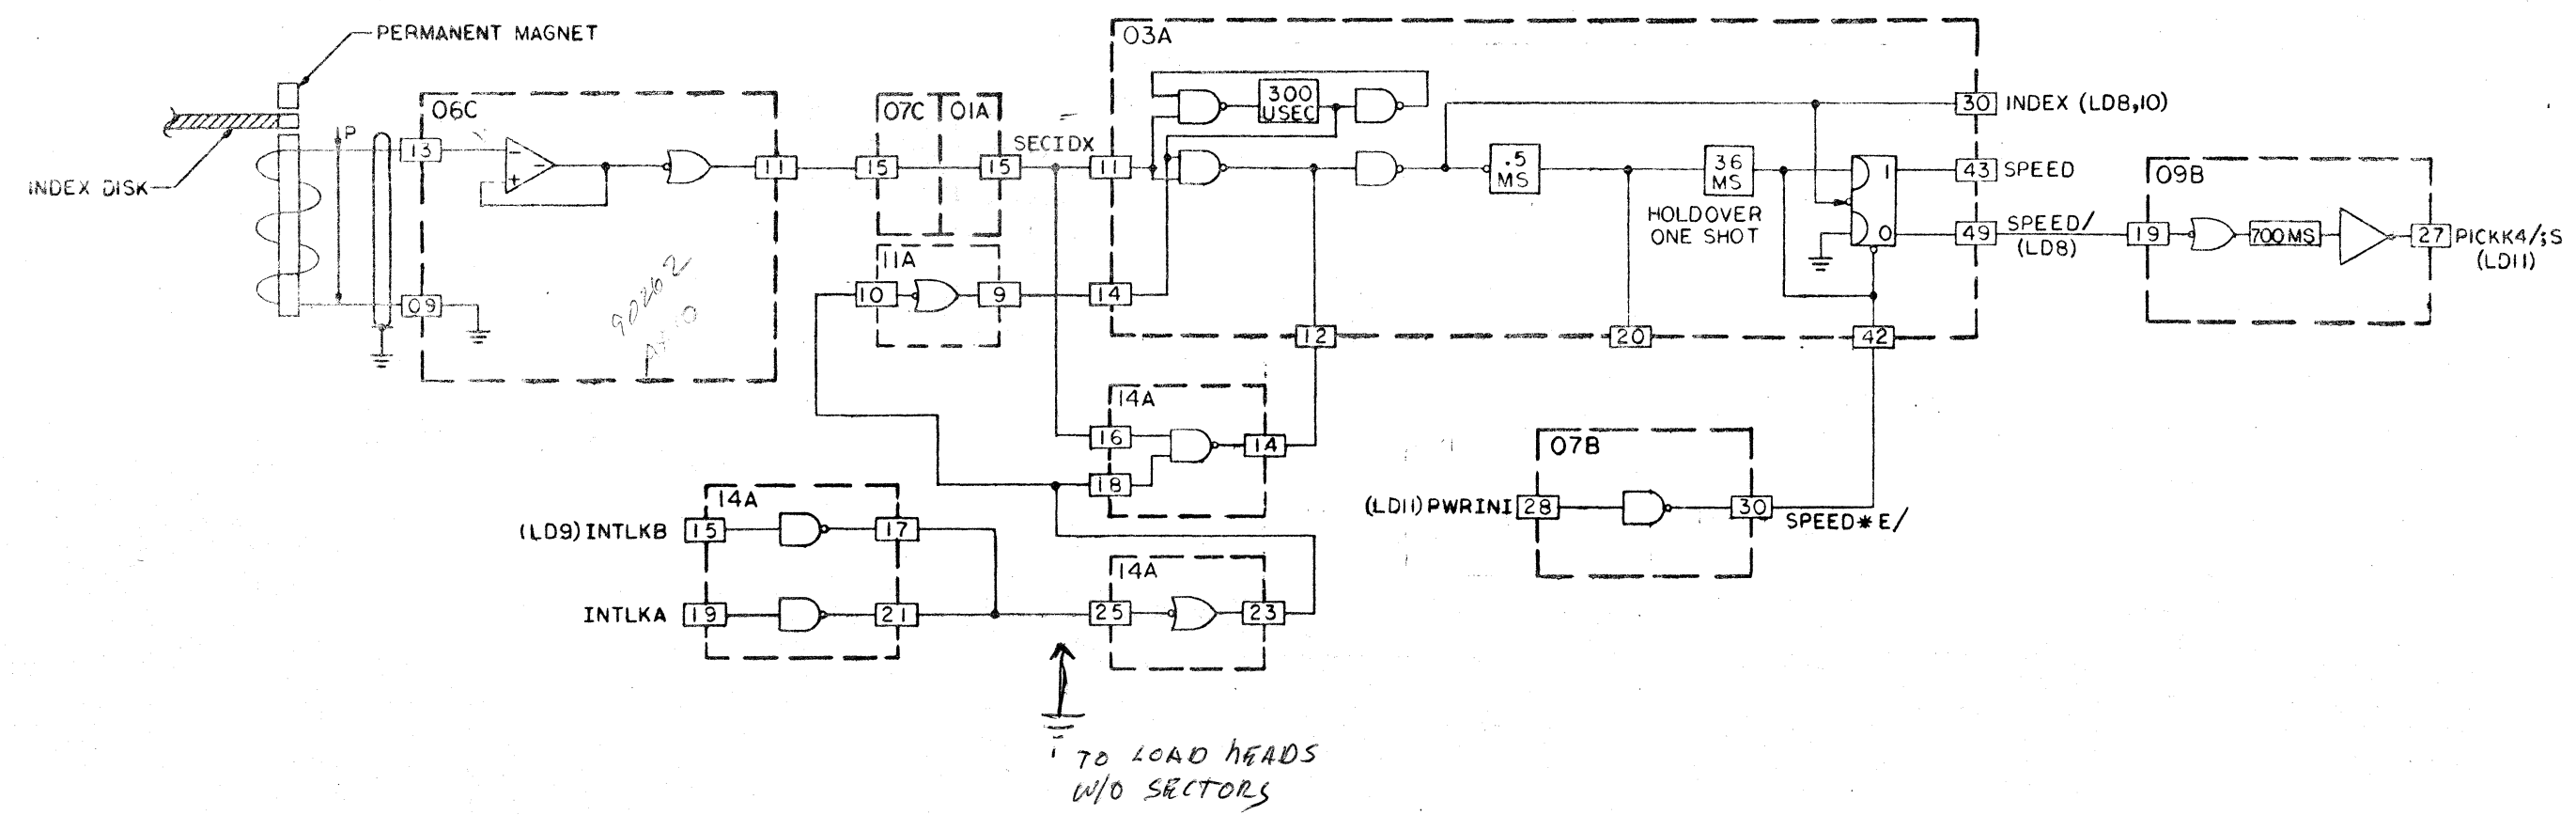 PERMANENT MAGNET
INDEX DISK
P
06C
13
09
11
07C
01A
15
15
SECIDX
11A
10
9
03A
11
14
300
USEC
.5
MS
36
MS
HOLDOVER
ONE SHOT
1
0
12
20
42
30
INDEX (LD8,10)
43
SPEED
49
SPEED/
(LD8)
09B
19
700MS
27
PICKK4/;S
(LD11)
14A
16
18
14
07B
(LD11) PWRINI
28
30
SPEED*E/
14A
(LD9) INTLKB
15
17
INTLKA
19
21
14A
25
23
TO LOAD HEADS
W/O SECTORS